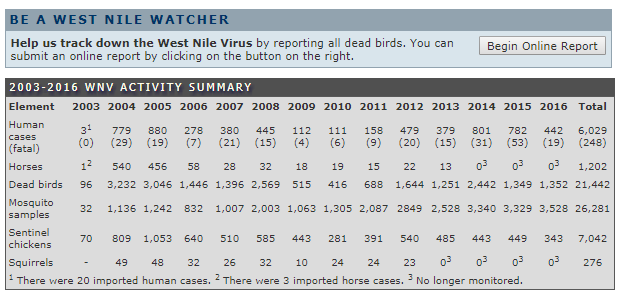 BE A WEST NILE WATCHER
Help us track down the West Nile Virus by reporting all dead birds. You can
submit an online report by clicking on the button on the right.
Begin Online Report
2003-2016 WNV ACTIVITY SUMMARY
Element 2003 2004 2005 2006 2007 2008 2009 2010 2011 2012 2013 2014 2015 2016 Total
Human
cases
(fatal)
3¹ 779 880 278 380 445 112 111 158 479 379 801 782 442 6,029
(0) (29) (19) (7) (21) (15) (4) (6) (9) (20) (15) (31) (53) (19) (248)
Horses 1² 540 456 58 28 32 18 19 15 22 13 0³ 0³ 0³ 1,202
Dead birds 96 3,232 3,046 1,446 1,396 2,569 515 416 688 1,644 1,251 2,442 1,349 1,352 21,442
Mosquito
samples
32 1,136 1,242 832 1,007 2,003 1,063 1,305 2,087 2849 2,528 3,340 3,329 3,528 26,281
Sentinel
chickens
70 809 1,053 640 510 585 443 281 391 540 485 443 449 343 7,042
Squirrels - 49 48 32 26 32 10 24 24 23 0³ 0³ 0³ 0³ 276
¹ There were 20 imported human cases. ² There were 3 imported horse cases. ³ No longer monitored.